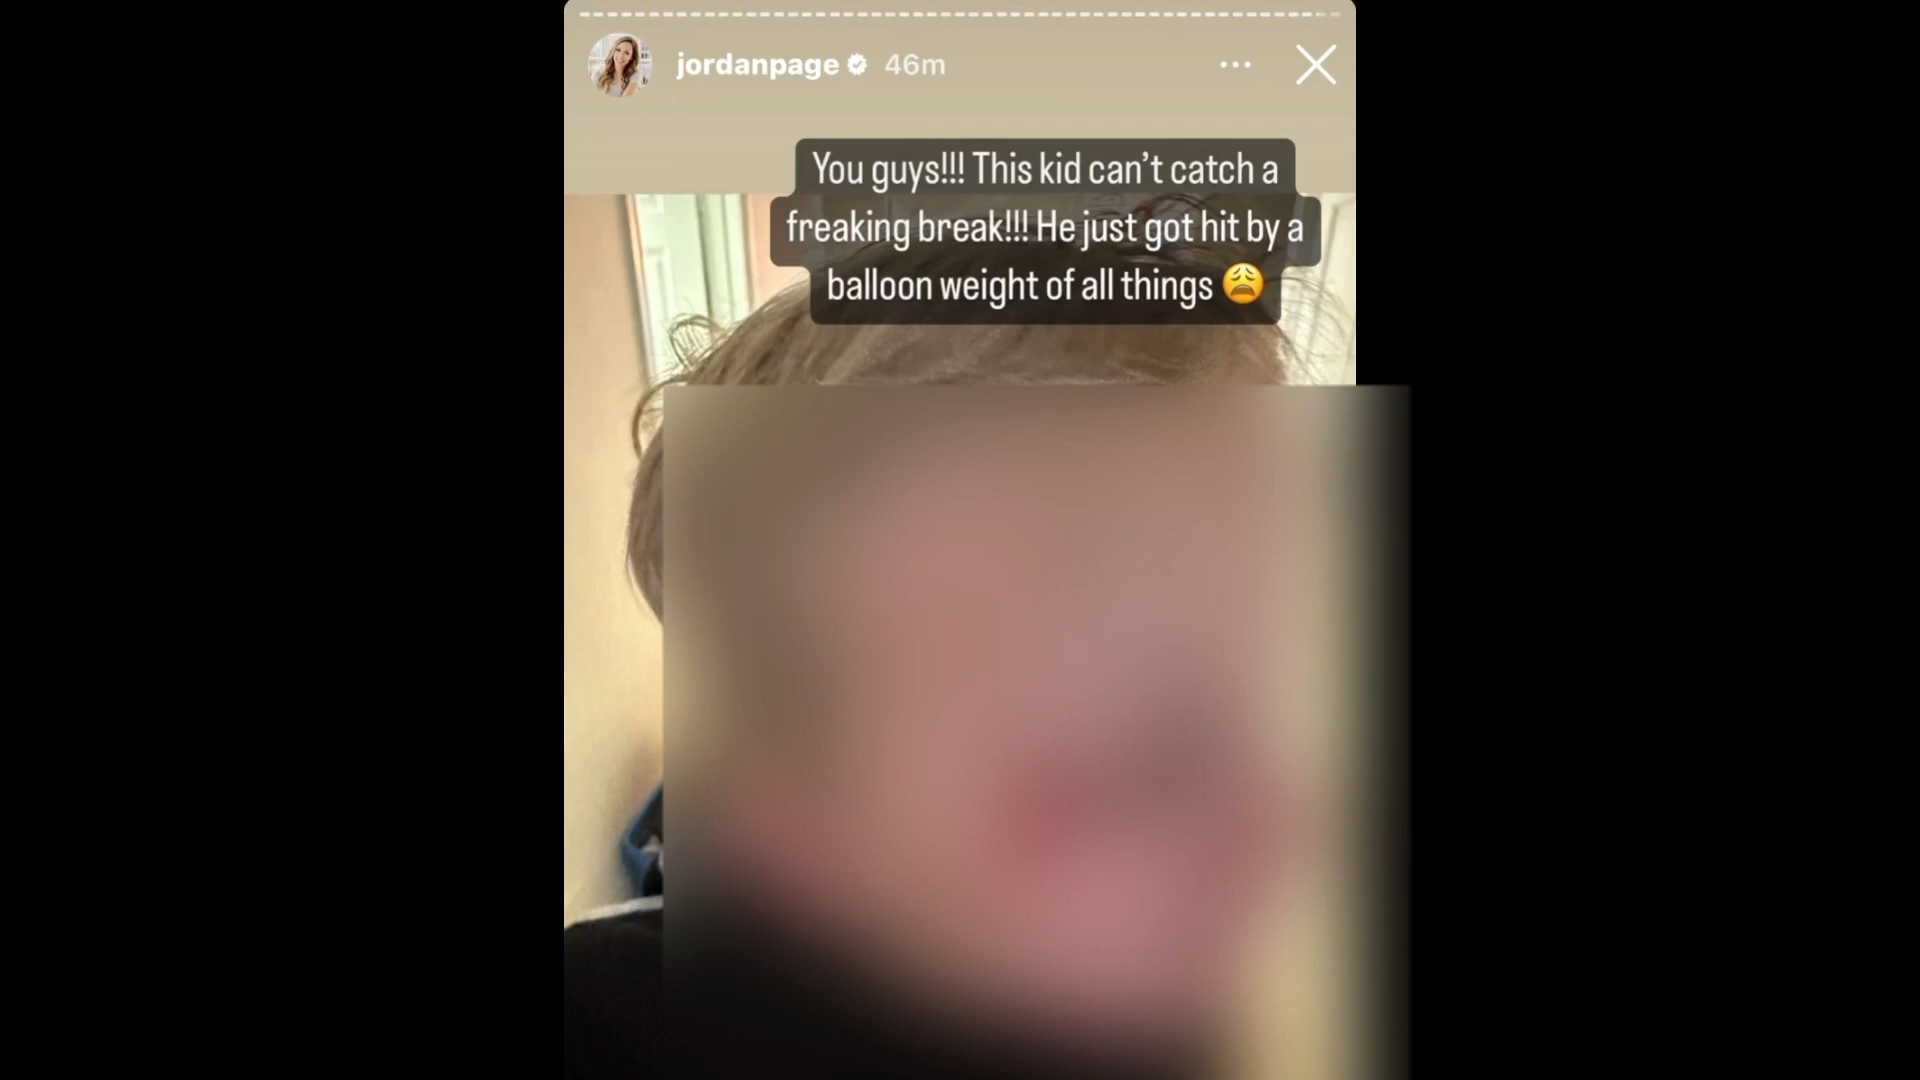 jordanpage 46m
You guys!!! This kid can’t catch a
freaking break!!! He just got hit by a
balloon weight of all things 😩